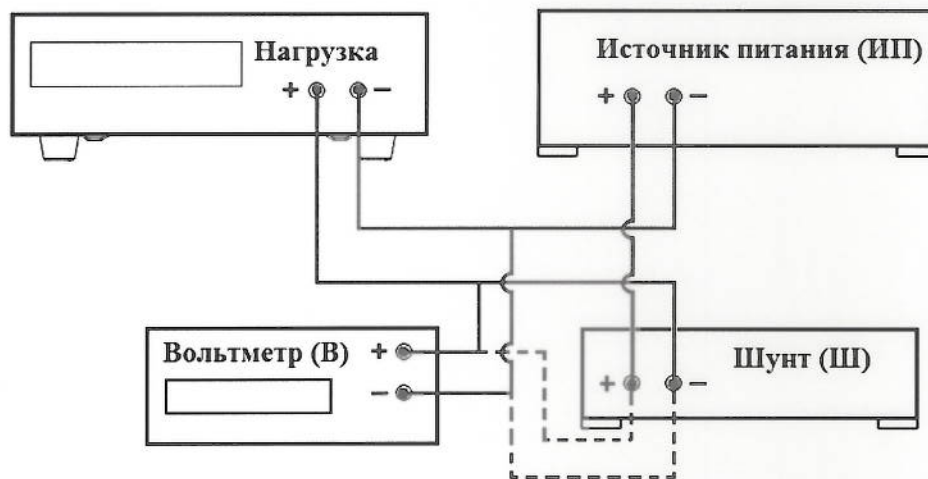 Нагрузка
+ −
Источник питания (ИП)
+ −
Вольтметр (В) +
−
Шунт (Ш)
+ −